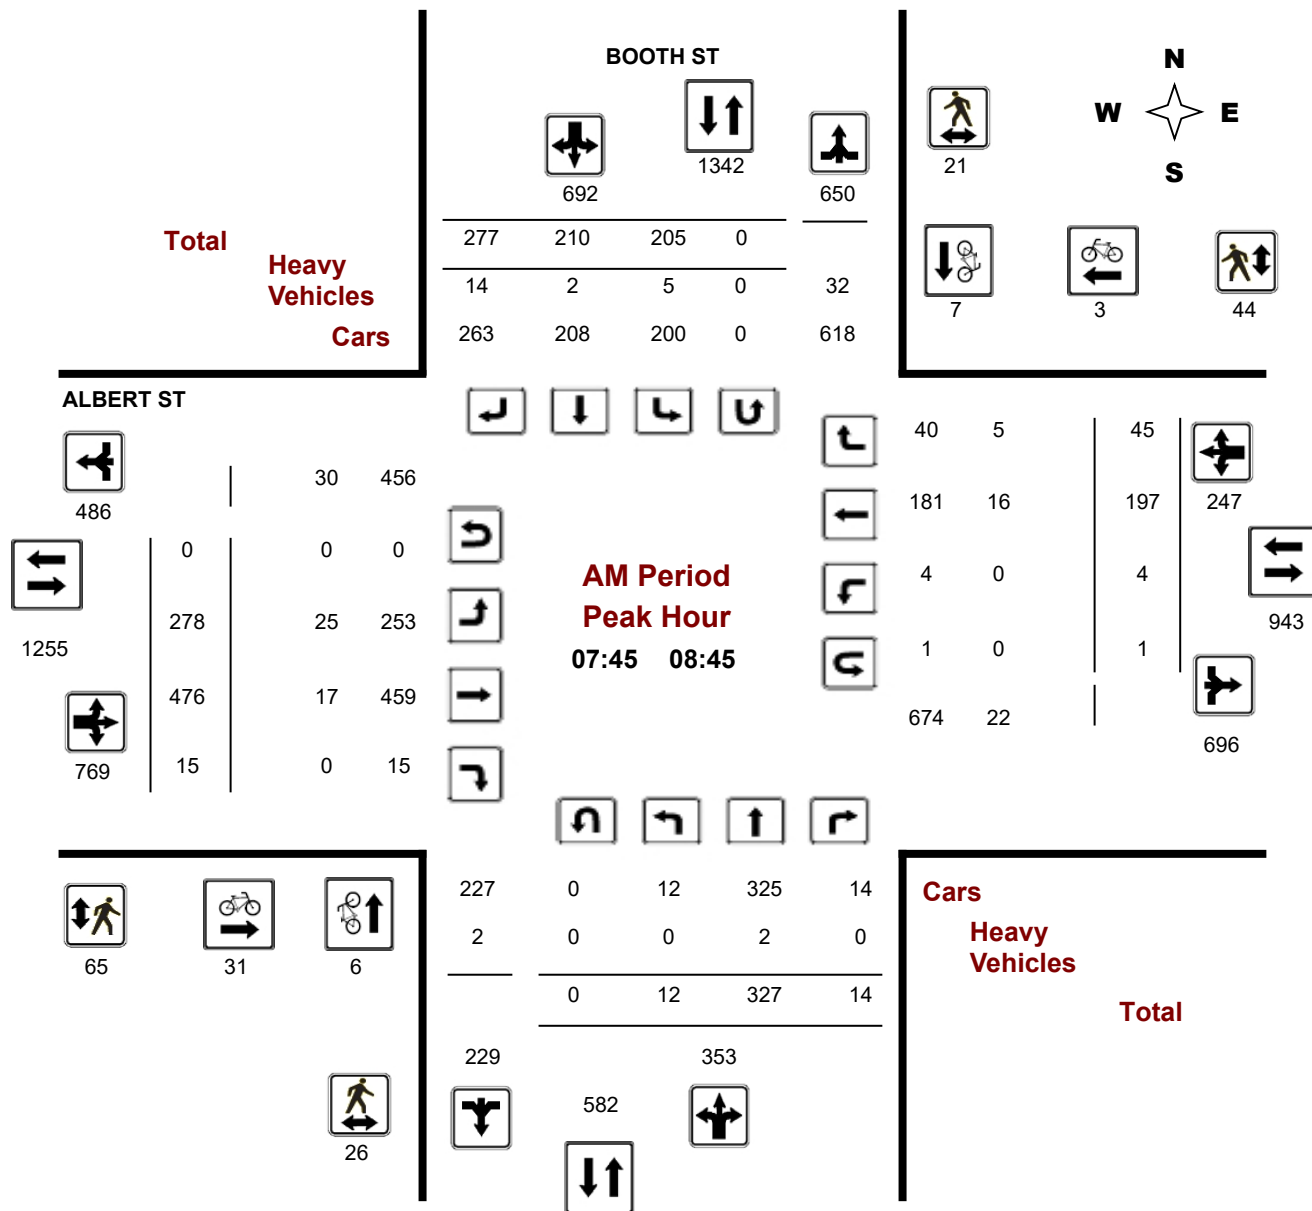 BOOTH ST
N
W E
S
692 1342 650 21
Total 277 210 205 0
Heavy
Vehicles 14 2 5 0 32
Cars 263 208 200 0 618
7 3 44
ALBERT ST
40 5 45
486 30 456
181 16 197 247
0 0 0
AM Period
4 0 4
278 25 253
Peak Hour
943
1255
07:45 08:45
1 0 1
476 17 459
674 22
696
769 15 0 15
227 0 12 325 14 Cars
65 31 6 2 0 0 2 0 Heavy
Vehicles
0 12 327 14
Total
229 353
582
26